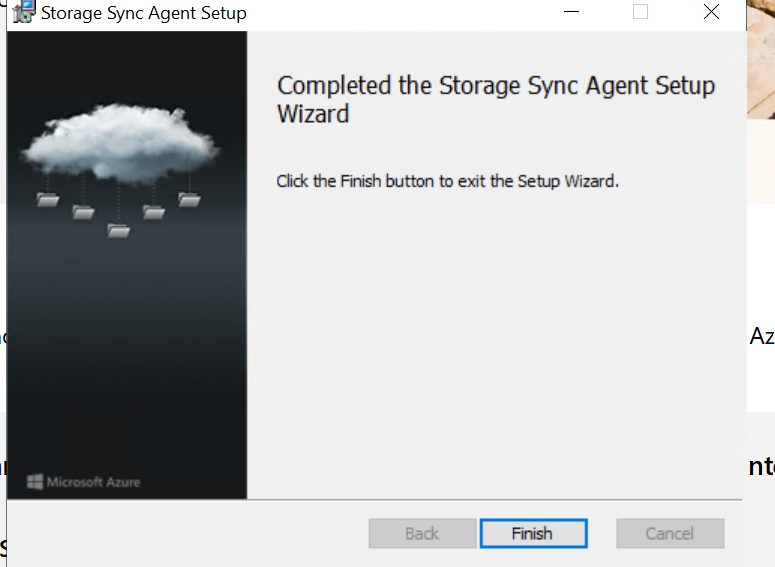 Storage Sync Agent Setup
Completed the Storage Sync Agent Setup
Wizard
Click the Finish button to exit the Setup Wizard.
Az
Microsoft Azure
Back
Finish
Cancel